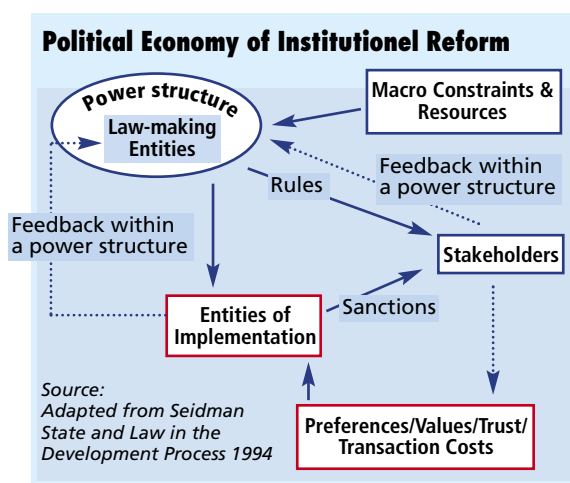 Political Economy of Institutionel Reform
Power structure
Law-making
Entities
Macro Constraints &
Resources
Feedback within
a power structure
Rules
Feedback within
a power structure
Stakeholders
Entities of
Implementation
Sanctions
Source:
Adapted from Seidman
State and Law in the
Development Process 1994
Preferences/Values/Trust/
Transaction Costs